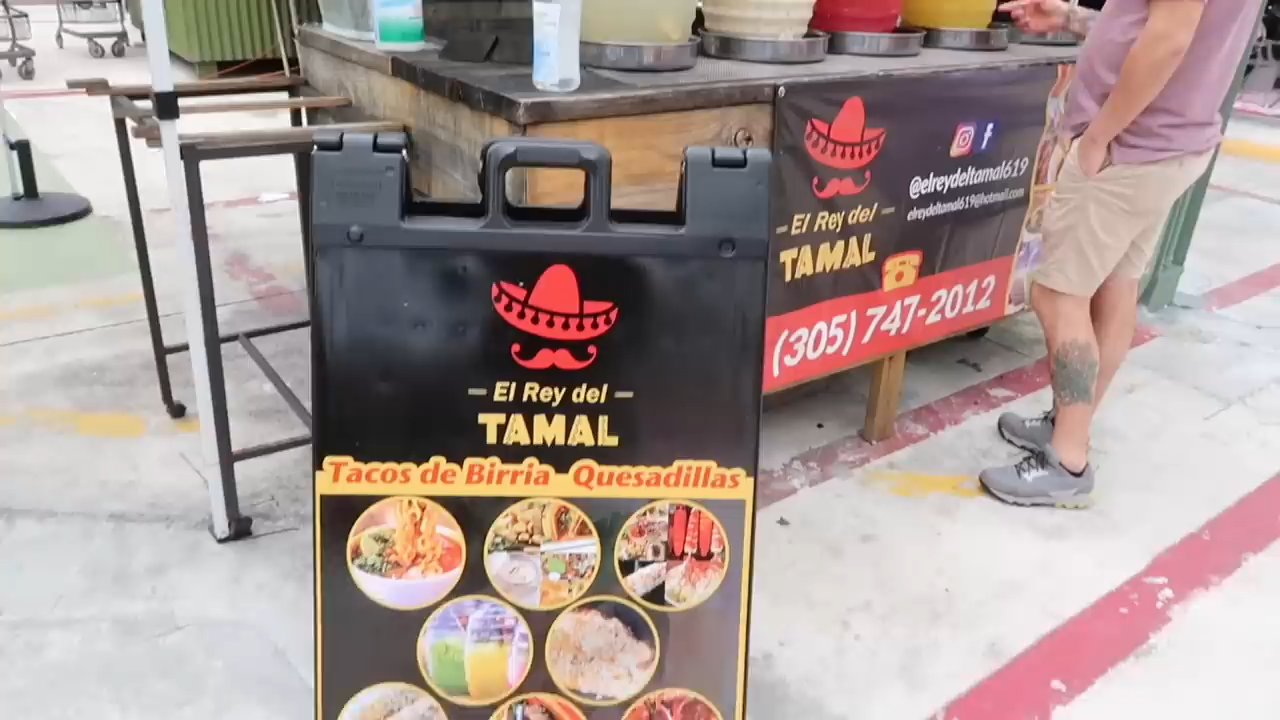 El Rey del
TAMAL
Tacos de Birria Quesadillas
El Rey del
TAMAL
@elreydeltamal619
elreydeltamal619@hotmail.com
(305) 747-2012